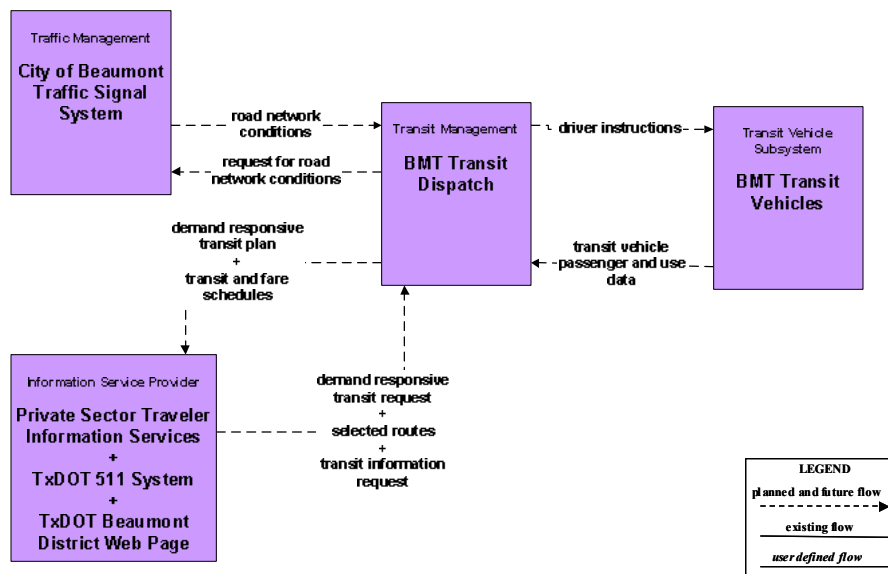 Traffic Management
City of Beaumont
Traffic Signal
System
road network
conditions
request for road
network conditions
Transit Management
BMT Transit
Dispatch
driver instructions
Transit Vehicle
Subsystem
BMT Transit
Vehicles
transit vehicle
passenger and use
data
demand responsive
transit plan
+
transit and fare
schedules
Information Service Provider
Private Sector Traveler
Information Services
+
TxDOT 511 System
+
TxDOT Beaumont
District Web Page
demand responsive
transit request
+
selected routes
+
transit information
request
LEGEND
planned and future flow
existing flow
user defined flow